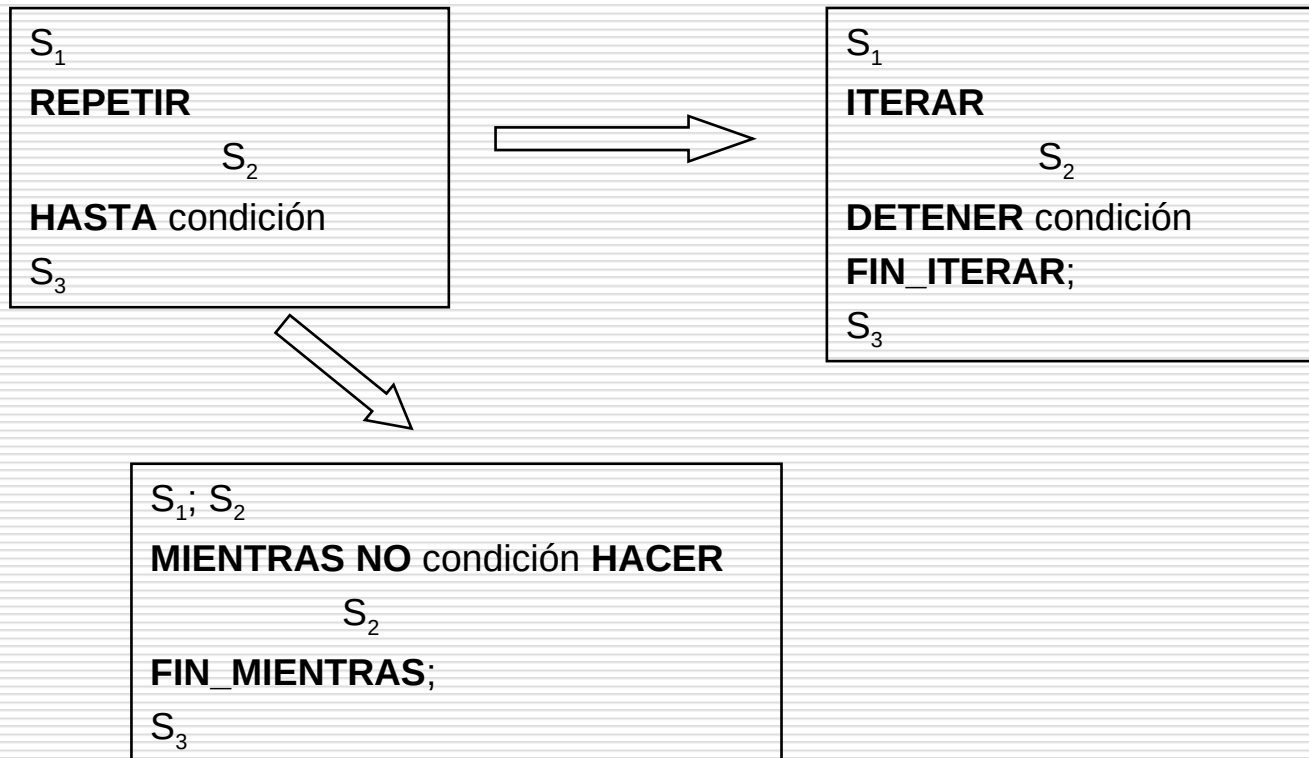 S₁
REPETIR
S₂
HASTA condición
S₃
S₁
ITERAR
S₂
DETENER condición
FIN_ITERAR;
S₃
S₁; S₂
MIENTRAS NO condición HACER
S₂
FIN_MIENTRAS;
S₃